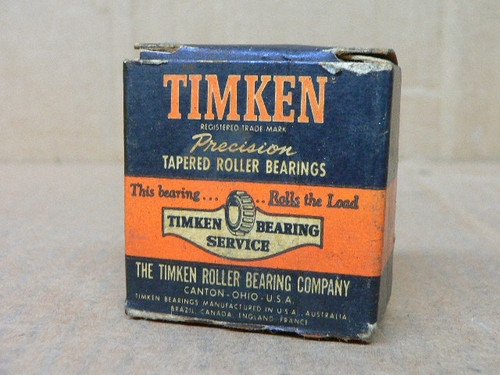 TIMKEN
REGISTERED TRADE MARK
Precision
TAPERED ROLLER BEARINGS
This bearing... ..Rolls the Load
TIMKEN BEARING
SERVICE
THE TIMKEN ROLLER BEARING COMPANY
CANTON-OHIO-U.S.A.
TIMKEN BEARINGS MANUFACTURED IN U.S.A., AUSTRALIA
BRAZIL, CANADA, ENGLAND, FRANCE